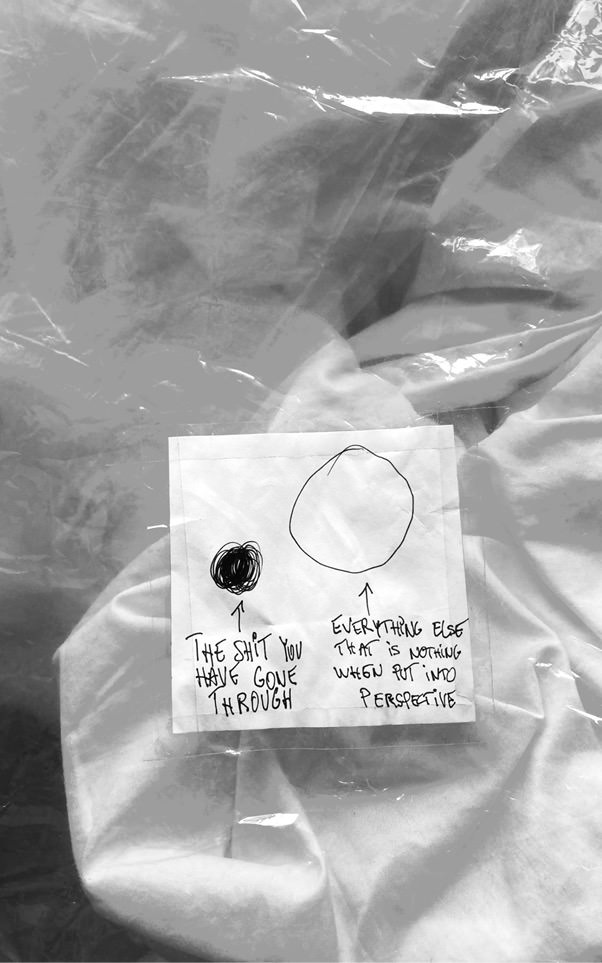 THE SHIT YOU
HAVE GONE
THROUGH
EVERYTHING ELSE
THAT IS NOTHING
WHEN PUT INTO
PERSPECTIVE